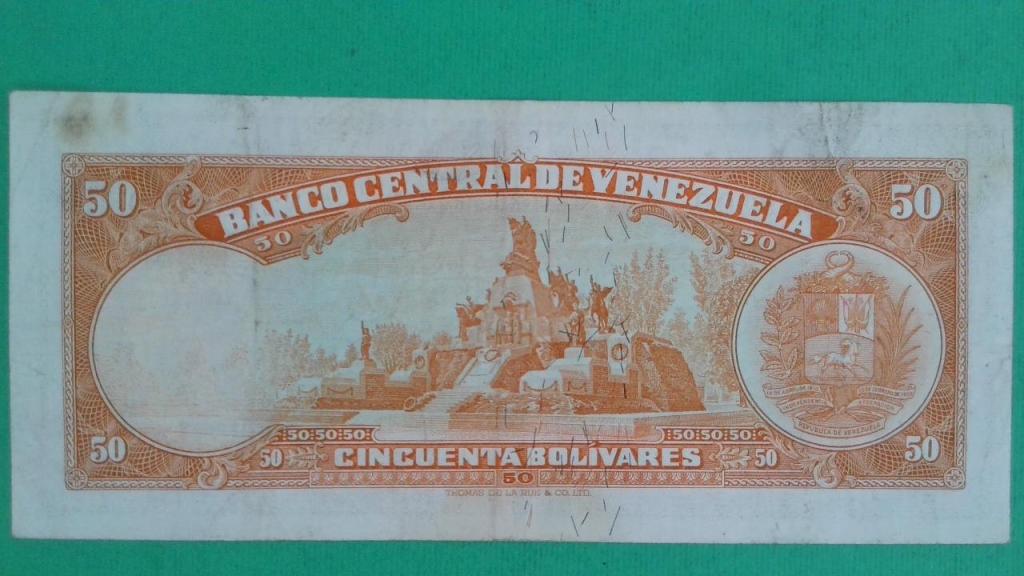 50
BANCO CENTRAL DE VENEZUELA
50
50 50
REPUBLICA DE VENEZUELA
50 :50:50:50: :50:50:50: 50
50 CINCUENTA BOLÍVARES 50
50
THOMAS DE LA RUE & CO. LTD.